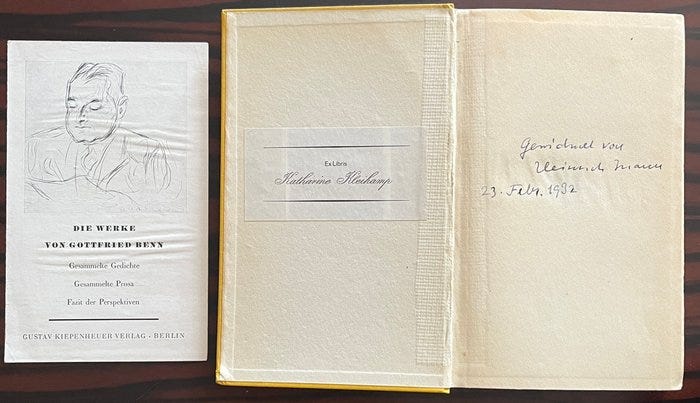 DIE WERKE
VON GOTTFRIED BENN
Gesammelte Gedichte
Gesammelte Prosa
Fazit der Perspektiven
GUSTAV KIEPENHEUER VERLAG · BERLIN
Ex Libris
Katharine Kleikamp
Gewidmet von
Heinrich Mann
23. Febr. 1932